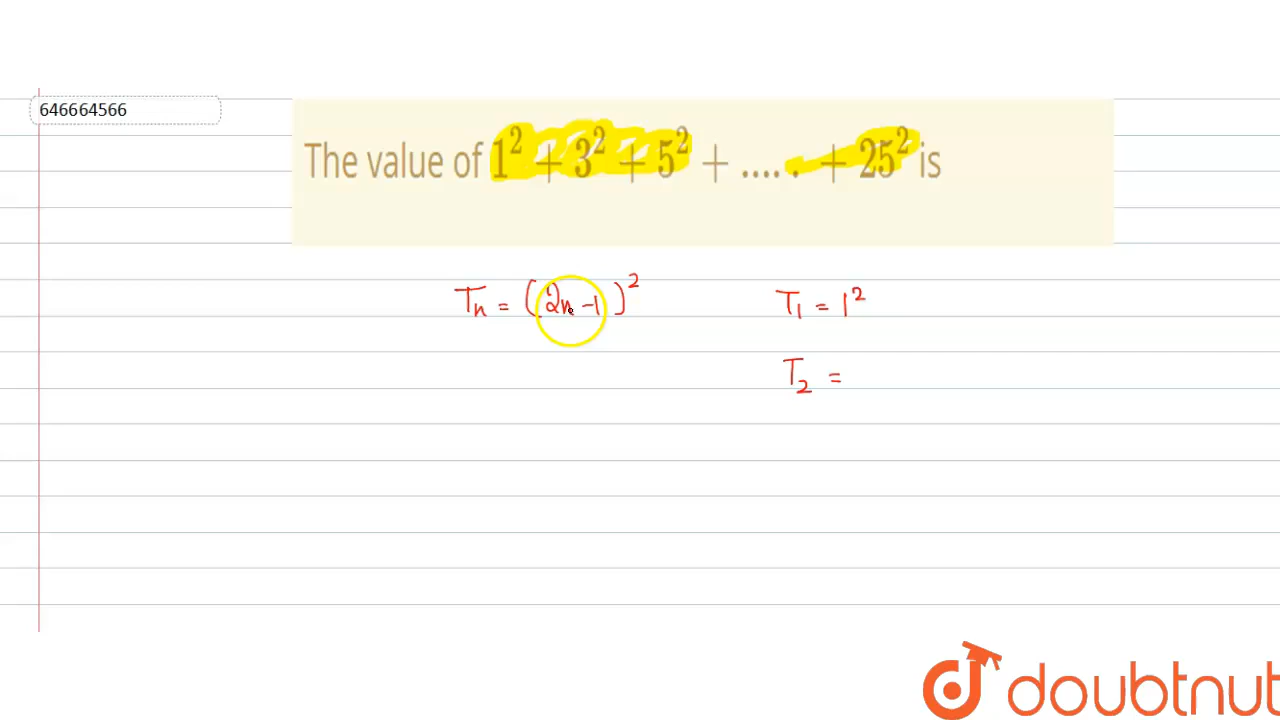 646664566
The value of 1² + 3² + 5² + ..... + 25² is
Tₙ = (2n-1)² T₁ = 1²
T₂ =
doubtnut